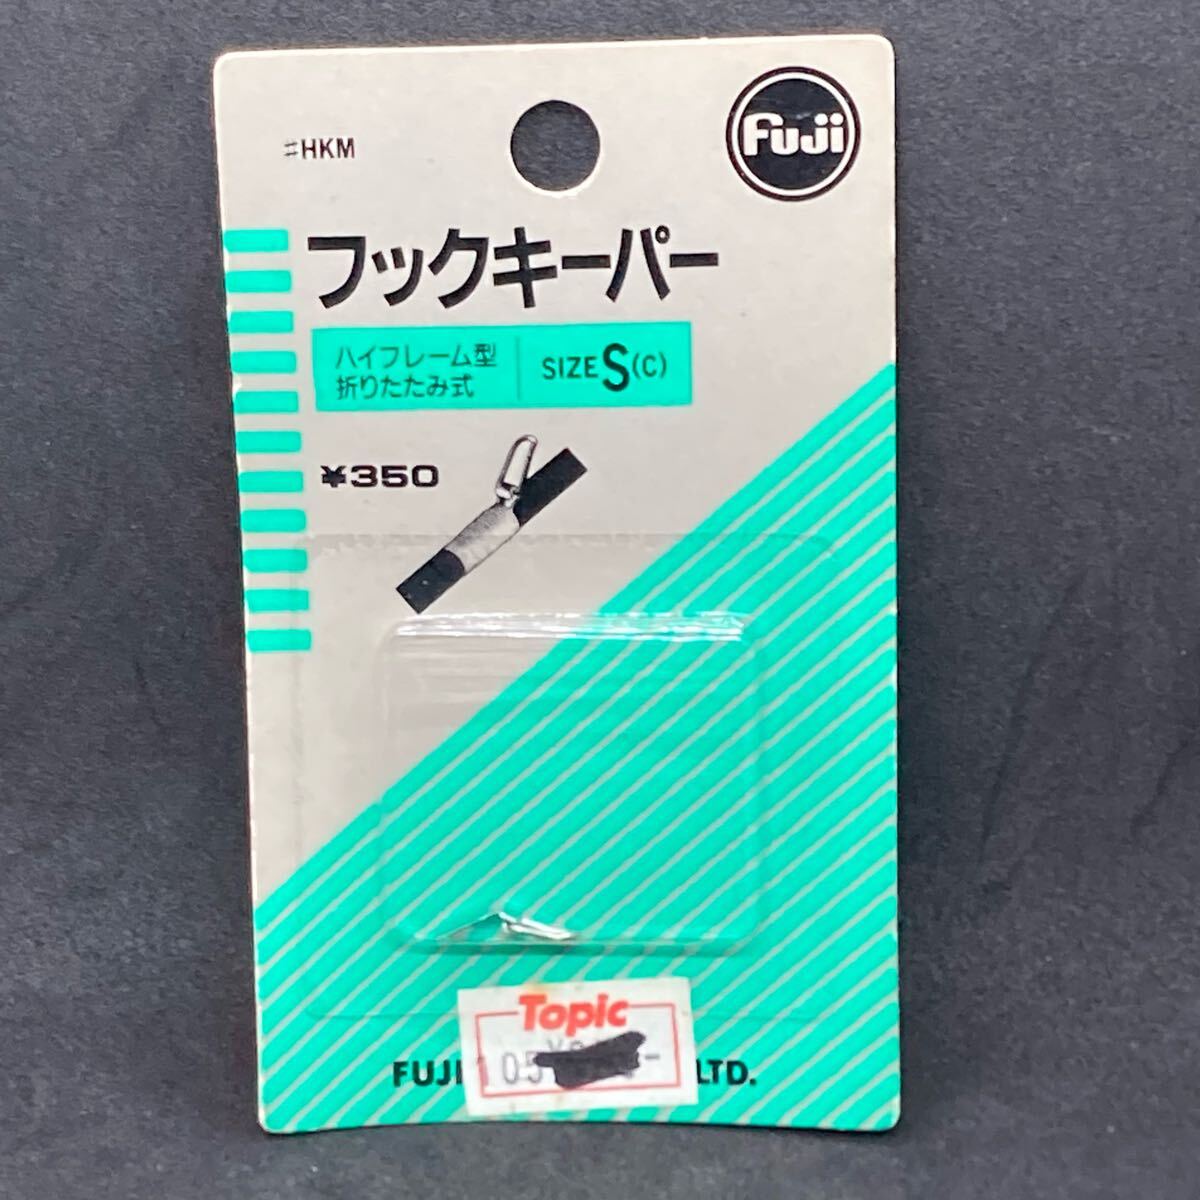 #HKM
Fuji
フックキーパー
ハイフレーム型
折りたたみ式
SIZE S(C)
¥350
Topic
105
FUJI LTD.